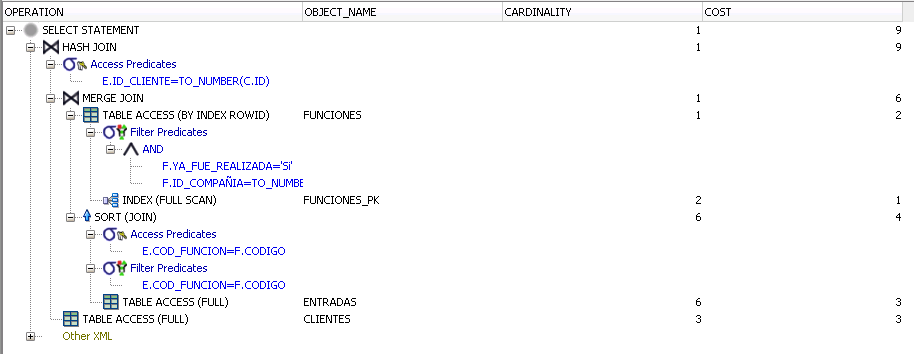 OPERATION OBJECT_NAME CARDINALITY COST
SELECT STATEMENT 1 9
HASH JOIN 1 9
Access Predicates
E.ID_CLIENTE=TO_NUMBER(C.ID)
MERGE JOIN 1 6
TABLE ACCESS (BY INDEX ROWID) FUNCIONES 1 2
Filter Predicates
AND
F.YA_FUE_REALIZADA='Si'
F.ID_COMPAÑIA=TO_NUMBE
INDEX (FULL SCAN) FUNCIONES_PK 2 1
SORT (JOIN) 6 4
Access Predicates
E.COD_FUNCION=F.CODIGO
Filter Predicates
E.COD_FUNCION=F.CODIGO
TABLE ACCESS (FULL) ENTRADAS 6 3
TABLE ACCESS (FULL) CLIENTES 3 3
Other XML